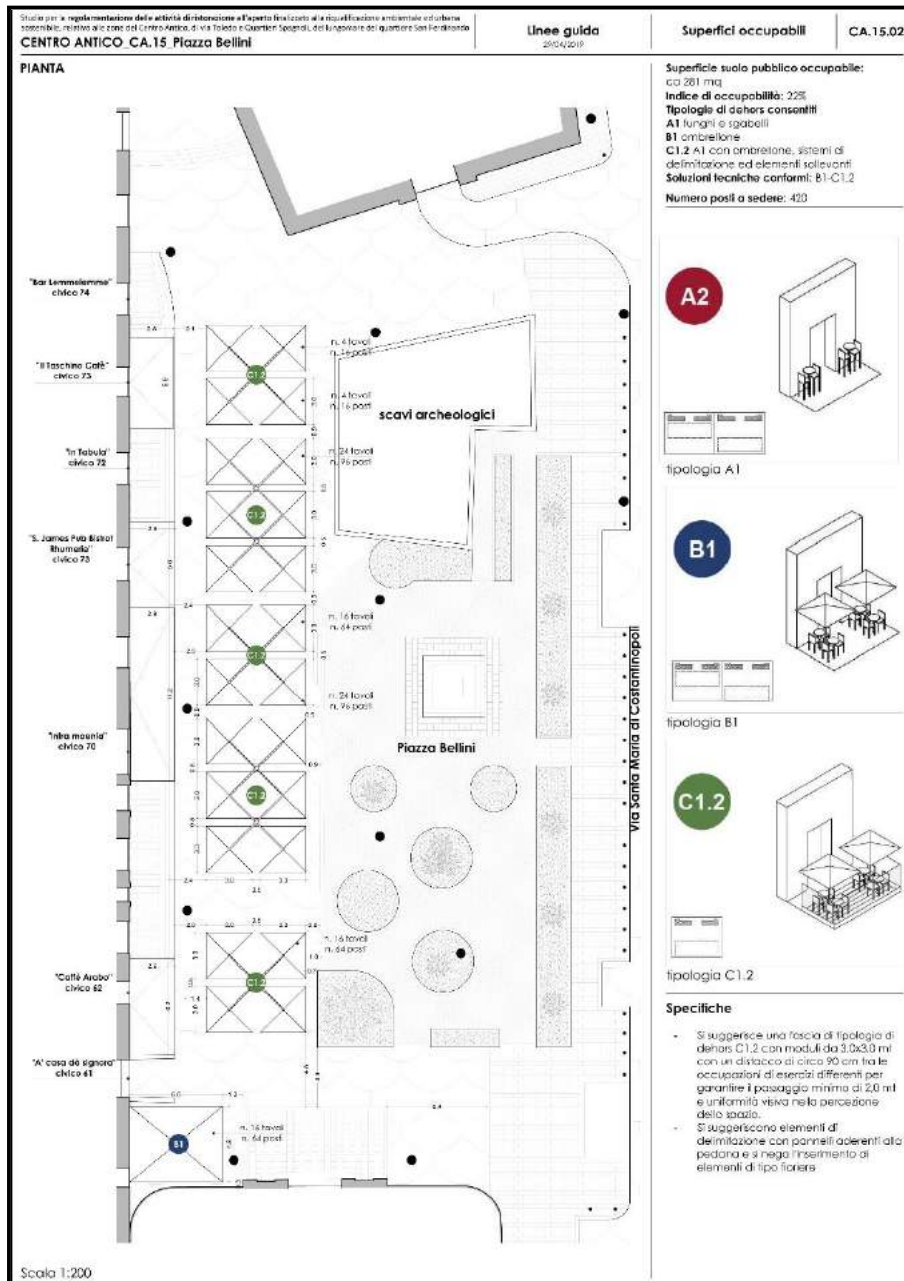 Studio per la regolamentazione delle attività di ristorazione all'aperto finalizzato alla riqualificazione ambientale ed urbana
sostenibile, relativo alle zone del Centro Antico, di via Toledo e Quartieri Spagnoli, del lungomare del quartiere San Ferdinando
CENTRO ANTICO_CA.15_Piazza Bellini
Linee guida
29/04/2019
Superfici occupabili
CA.15.02
PIANTA
Superficie suolo pubblico occupabile:
ca 281 mq
Indice di occupabilità: 22%
Tipologie di dehors consentiti
A1 funghi e sgabelli
B1 ombrellone
C1.2 A1 con ombrellone, sistemi di
delimitazione ed elementi sollevanti
Soluzioni tecniche conformi: B1-C1.2
Numero posti a sedere: 420
"Bar Lemmelemme"
civico 74
"Il Taschino Cafè"
civico 73
"In Tabula"
civico 72
"S. James Pub Bistrot
Rhumerie"
civico 73
"Intra moenia"
civico 70
"Caffè Arabo"
civico 62
"A' casa dè signora"
civico 61
C1.2
n. 4 tavoli
n. 16 posti
n. 4 tavoli
n. 16 posti
n. 24 tavoli
n. 96 posti
C1.2
scavi archeologici
n. 16 tavoli
n. 64 posti
C1.2
n. 24 tavoli
n. 96 posti
Piazza Bellini
C1.2
n. 16 tavoli
n. 64 posti
C1.2
n. 16 tavoli
n. 64 posti
B1
Via Santa Maria di Costantinopoli
A2
tipologia A1
B1
tipologia B1
C1.2
tipologia C1.2
Specifiche
- Si suggerisce una fascia di tipologia di
dehors C1.2 con moduli da 3.0x3.0 ml
con un distacco di circa 90 cm tra le
occupazioni di esercizi differenti per
garantire il passaggio minimo di 2,0 mt
e uniformità visiva nella percezione
dello spazio.
- Si suggeriscono elementi di
delimitazione con pannelli aderenti alla
pedana e si nega l'inserimento di
elementi di tipo fioriere
Scala 1:200